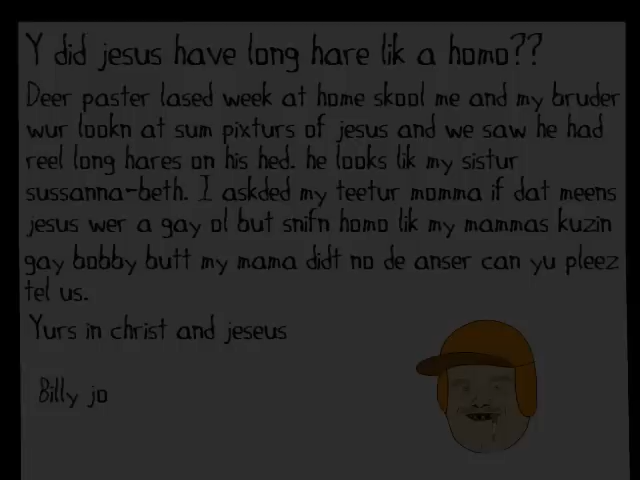 Y did jesus have long hare lik a homo??
Deer paster lased week at home skool me and my bruder
wur lookn at sum pixturs of jesus and we saw he had
reel long hares on his hed. he looks lik my sistur
sussanna-beth. I askded my teetur momma if dat meens
jesus wer a gay ol but snifn homo lik my mammas kuzin
gay bobby butt my mama didt no de anser can yu pleez
tel us.
Yurs in christ and jeseus
Billy jo